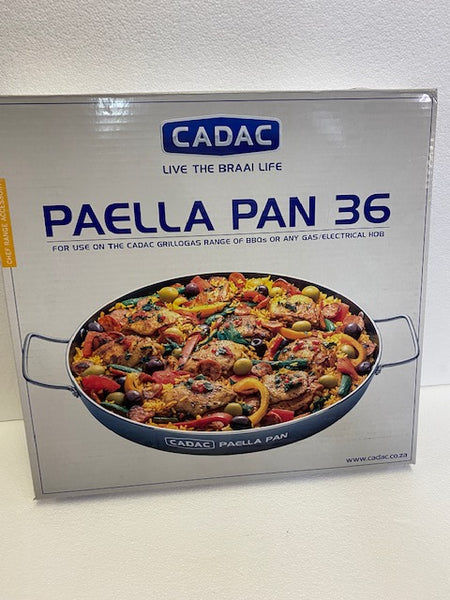 CADAC
LIVE THE BRAAI LIFE
PAELLA PAN 36
FOR USE ON THE CADAC GRILLOGAS RANGE OF BBQs OR ANY GAS/ELECTRICAL HOB
CHEF RANGE ACCESSORY
CADAC PAELLA PAN
www.cadac.co.za